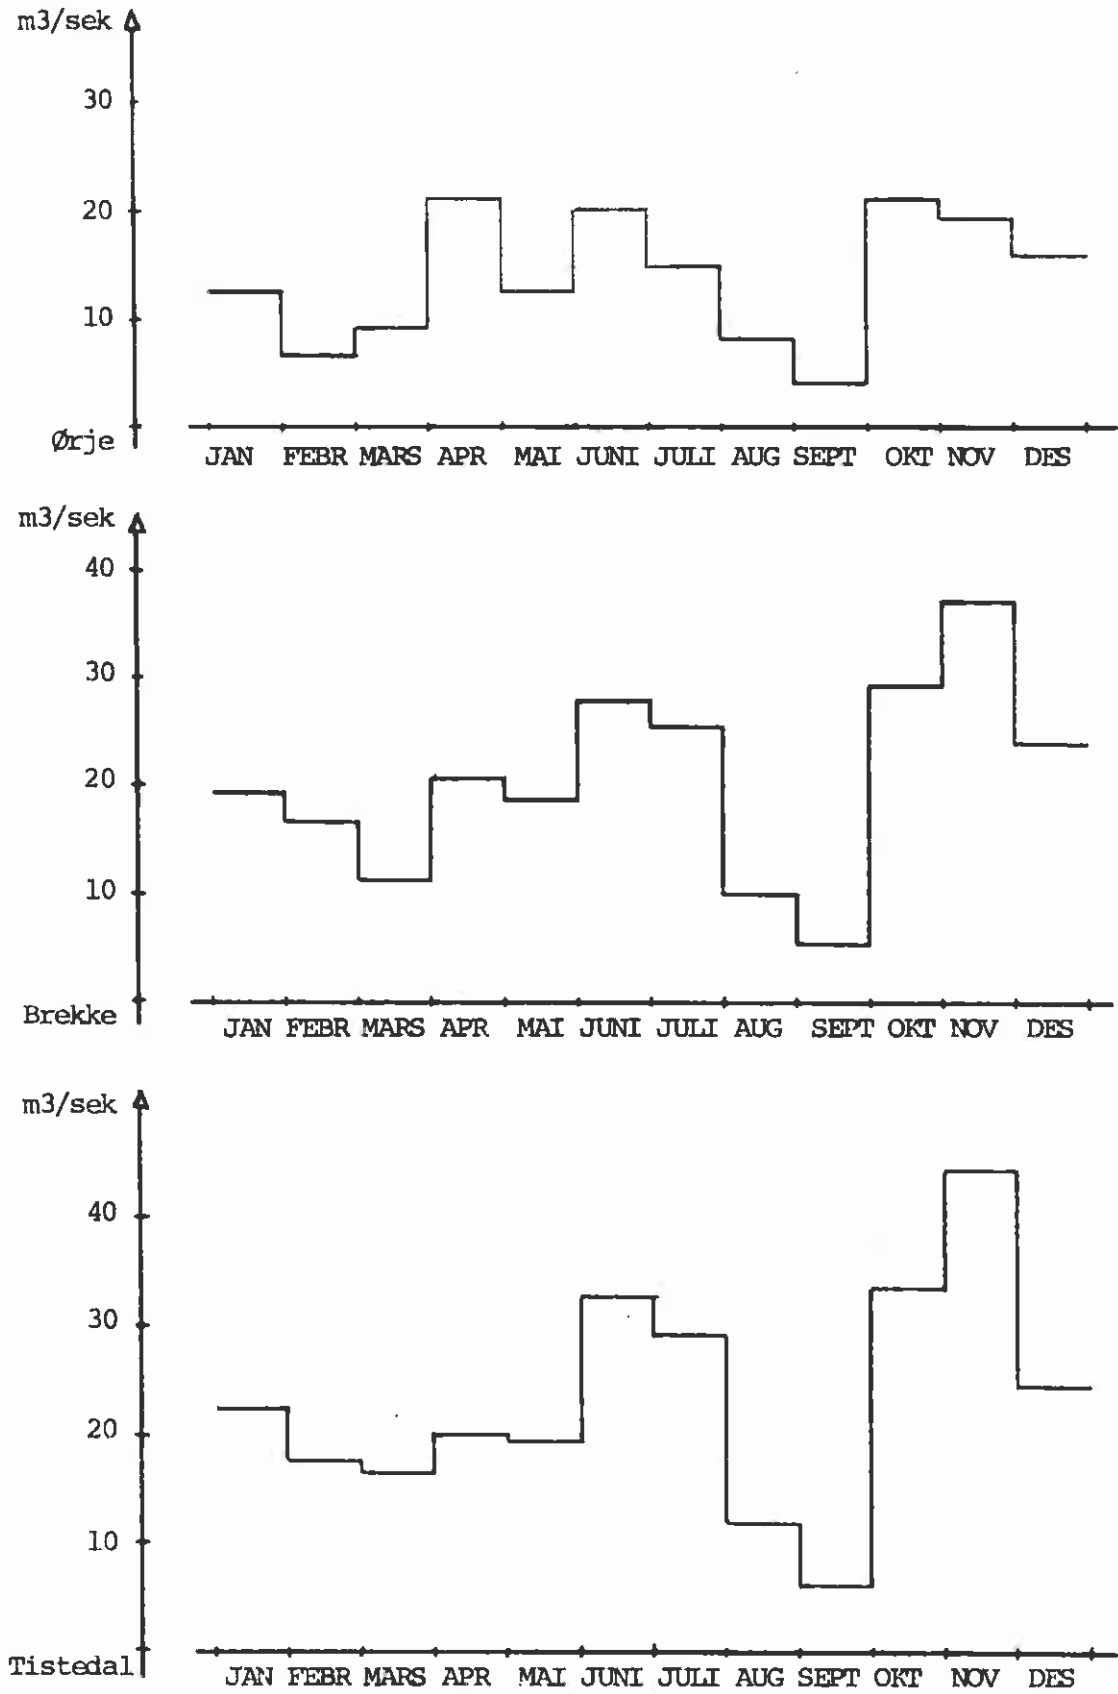 m3/sek
30
20
10
Ørje
JAN FEBR MARS APR MAI JUNI JULI AUG SEPT OKT NOV DES
m3/sek
40
30
20
10
Brekke
JAN FEBR MARS APR MAI JUNI JULI AUG SEPT OKT NOV DES
m3/sek
40
30
20
10
Tistedal
JAN FEBR MARS APR MAI JUNI JULI AUG SEPT OKT NOV DES